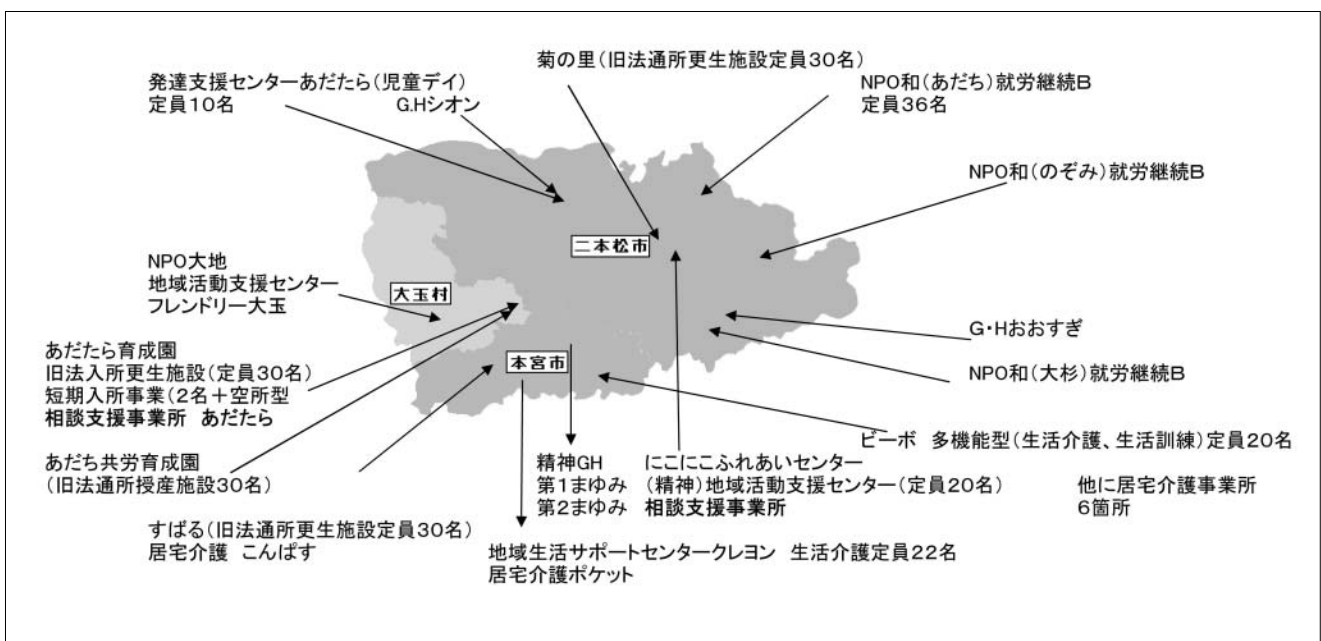 菊の里(旧法通所更生施設定員30名)
発達支援センターあだたら(児童デイ)
定員10名
G.Hシオン
NPO和(あだち)就労継続B
定員36名
NPO和(のぞみ)就労継続B
二本松市
NPO大地
地域活動支援センター
フレンドリー大玉
大玉村
G・Hおおすぎ
あだたら育成園
旧法入所更生施設(定員30名)
短期入所事業(2名+空所型
相談支援事業所 あだたら
本宮市
NPO和(大杉)就労継続B
ビーボ 多機能型(生活介護、生活訓練)定員20名
あだち共労育成園
(旧法通所授産施設30名)
精神GH
第1まゆみ
第2まゆみ
にこにこふれあいセンター
(精神)地域活動支援センター(定員20名)
相談支援事業所
他に居宅介護事業所
6箇所
すばる(旧法通所更生施設定員30名)
居宅介護 こんぱす
地域生活サポートセンタークレヨン 生活介護定員22名
居宅介護ポケット